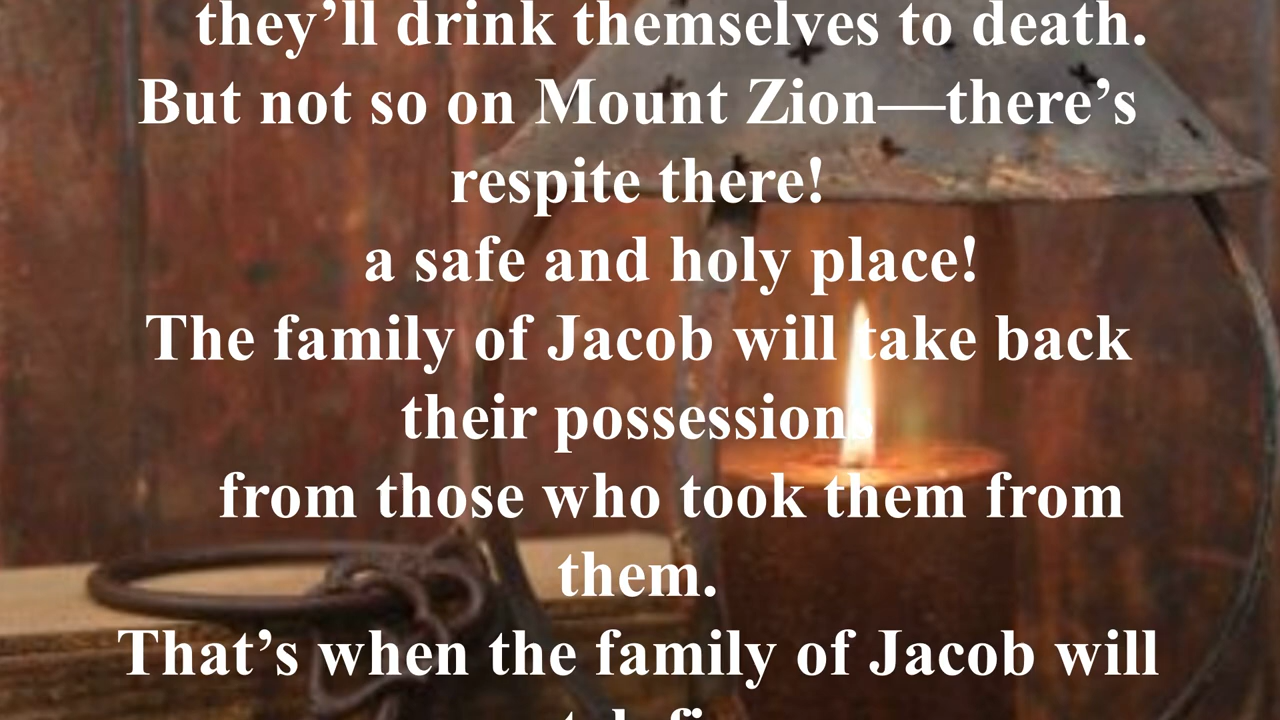 they’ll drink themselves to death.
But not so on Mount Zion—there’s
respite there!
a safe and holy place!
The family of Jacob will take back
their possessions
from those who took them from
them.
That’s when the family of Jacob will